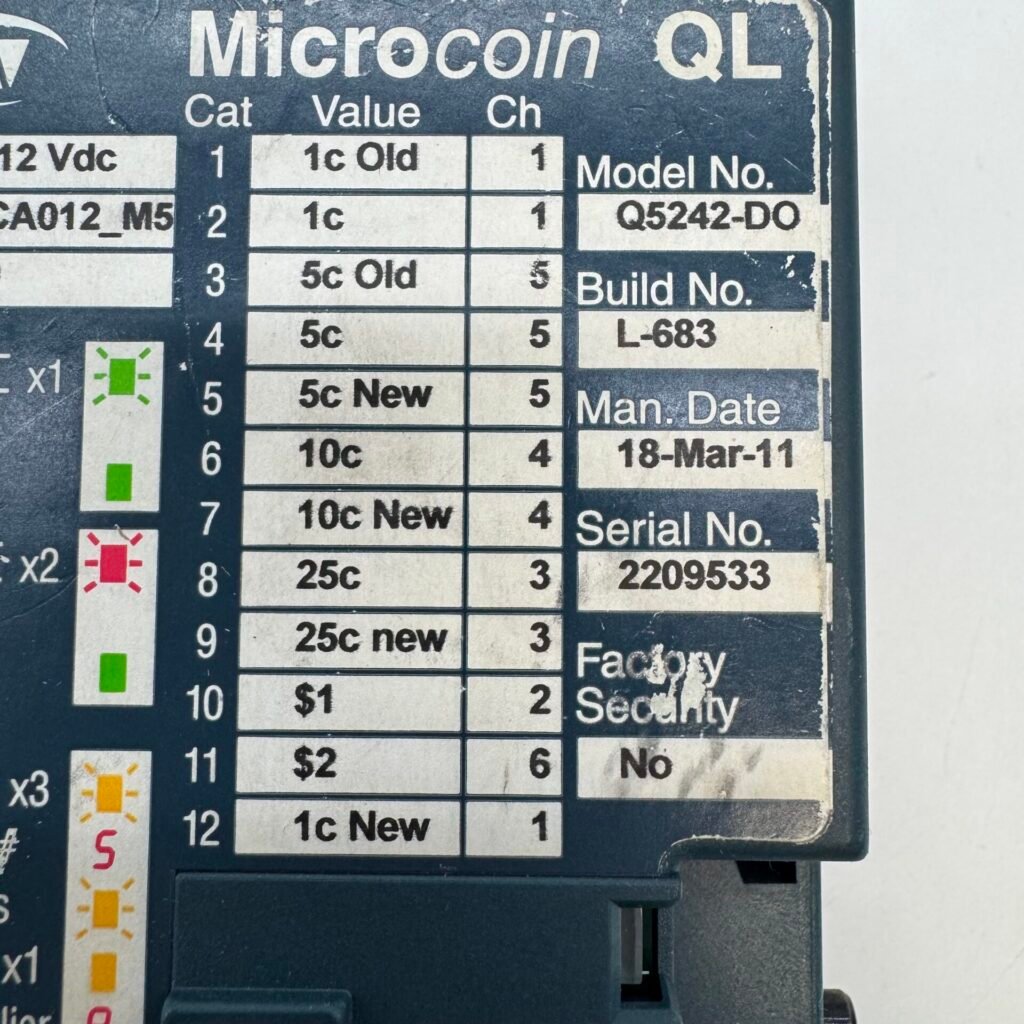 Microcoin QL
Cat Value Ch
12 Vdc
CA012_M5
1 1c Old 1
2 1c 1
3 5c Old 5
4 5c 5
5 5c New 5
6 10c 4
7 10c New 4
8 25c 3
9 25c new 3
10 $1 2
11 $2 6
12 1c New 1
Model No.
Q5242-DO
Build No.
L-683
Man. Date
18-Mar-11
Serial No.
2209533
Factory
Security
No
x1
x2
x3
#
S
x1